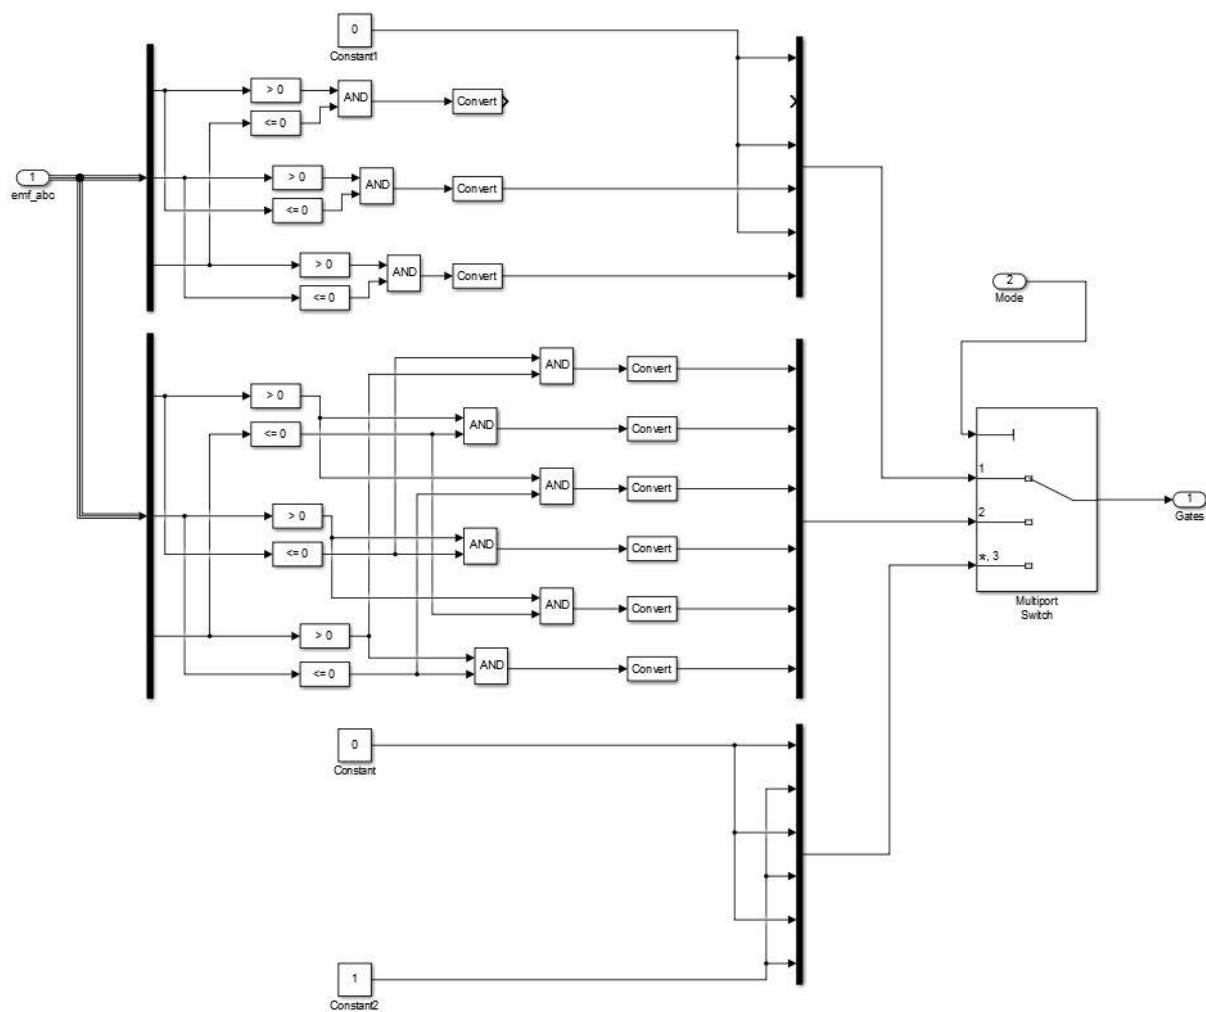 0
Constant1
> 0
AND
Convert
<= 0
1
emf_abc
> 0
AND
Convert
<= 0
> 0
AND
Convert
<= 0
2
Mode
AND
Convert
> 0
AND
Convert
<= 0
AND
Convert
1
> 0
2
1
Gates
AND
Convert
<= 0
*, 3
AND
Convert
Multiport
Switch
> 0
AND
Convert
<= 0
0
Constant
1
Constant2